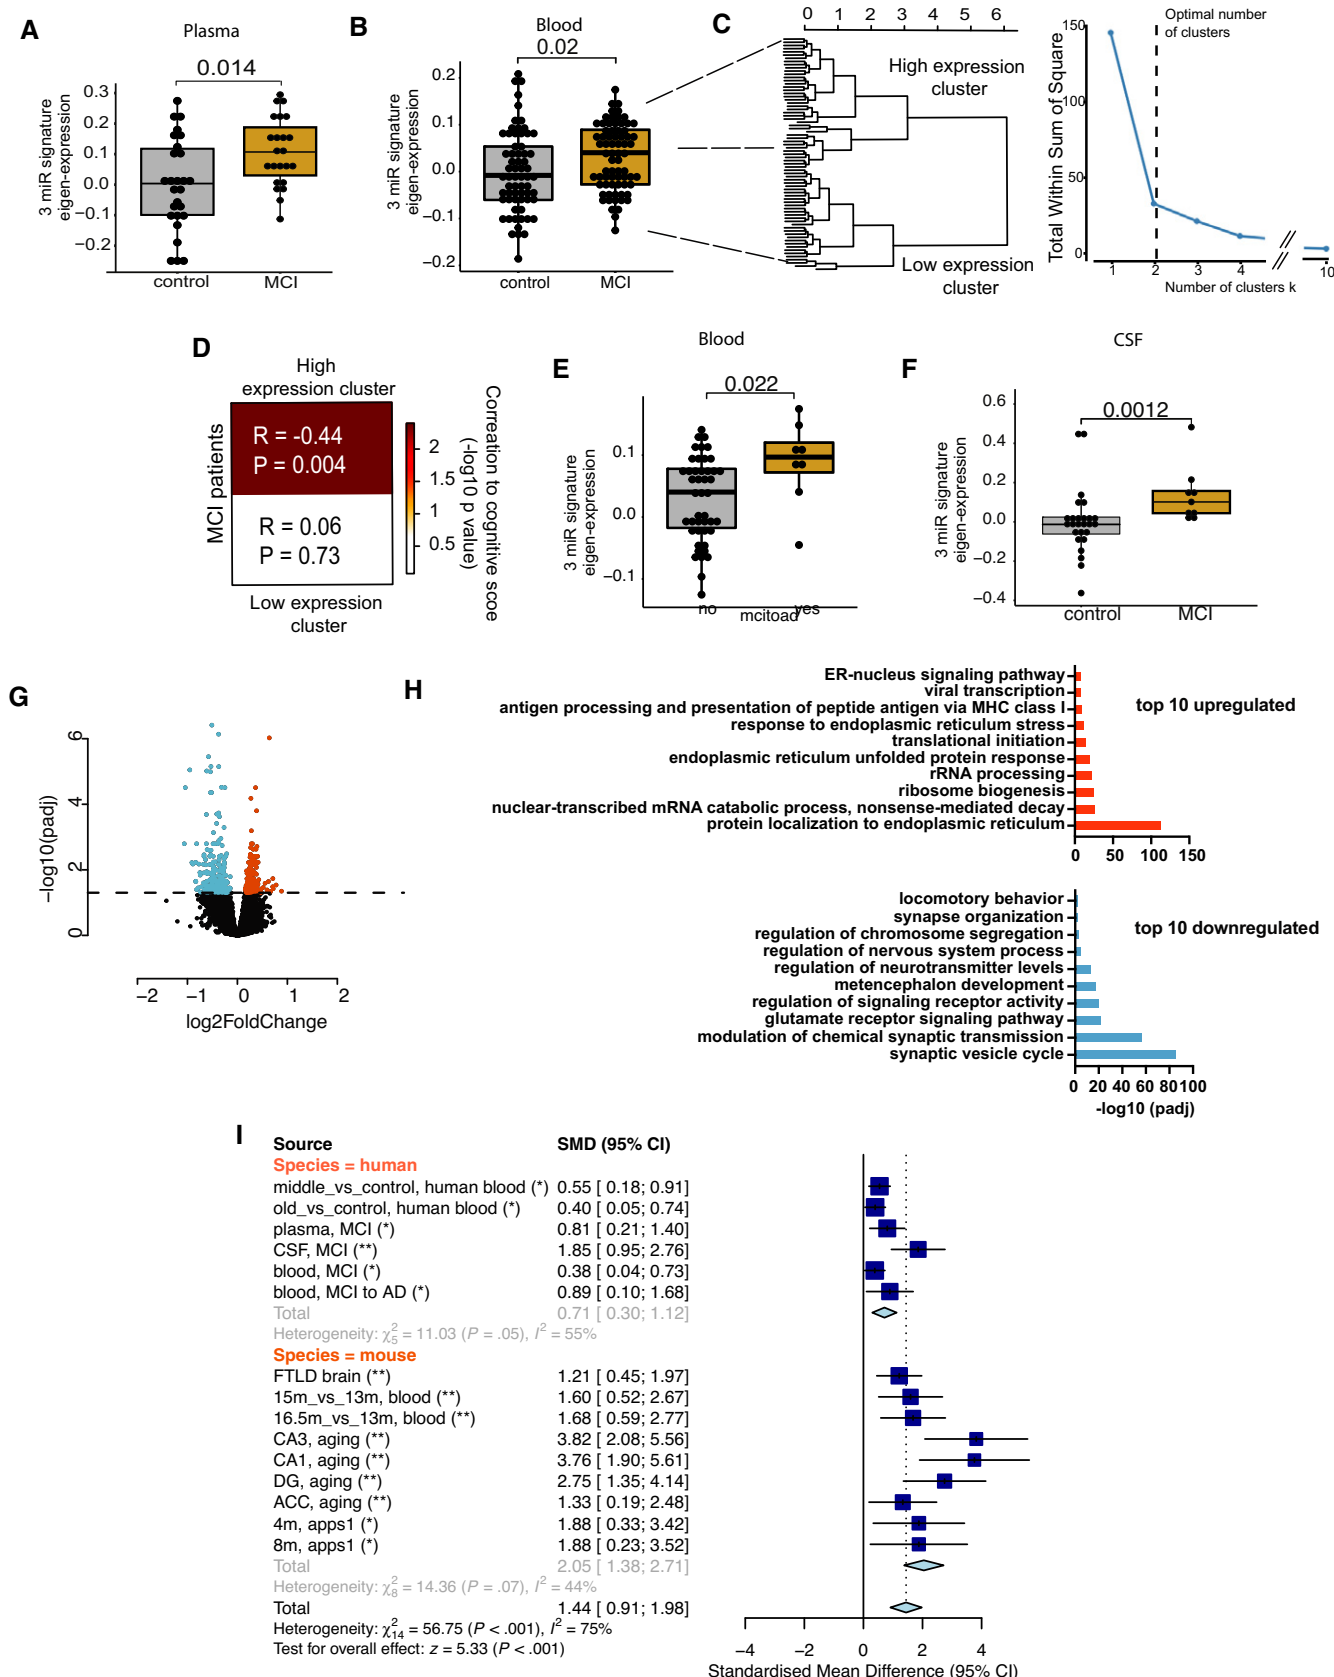 A
Plasma
0.014
3 miR signature
eigen-expression
0.3
0.2
0.1
0.0
−0.1
−0.2
control
MCI
B
Blood
0.02
3 miR signature
eigen-expression
0.2
0.1
0.0
−0.1
−0.2
control
MCI
C
0 1 2 3 4 5 6
High expression
cluster
Low expression
cluster
Optimal number
of clusters
Total Within Sum of Square
150
100
50
0
1 2 3 4 10
Number of clusters k
D
High
expression cluster
MCI patients
R = -0.44
P = 0.004
R = 0.06
P = 0.73
Low expression
cluster
2
1.5
1
0.5
Correation to cognitive scoe
(-log10 p value)
E
Blood
0.022
3 miR signature
eigen-expression
0.1
0.0
−0.1
no
yes
mcitoad
F
CSF
0.0012
3 miR signature
eigen-expression
0.6
0.4
0.2
0.0
−0.2
−0.4
control
MCI
G
−log10(padj)
6
4
2
0
−2 −1 0 1 2
log2FoldChange
H
top 10 upregulated
ER-nucleus signaling pathway
viral transcription
antigen processing and presentation of peptide antigen via MHC class I
response to endoplasmic reticulum stress
translational initiation
endoplasmic reticulum unfolded protein response
rRNA processing
ribosome biogenesis
nuclear-transcribed mRNA catabolic process, nonsense-mediated decay
protein localization to endoplasmic reticulum
0 50 100 150
top 10 downregulated
locomotory behavior
synapse organization
regulation of chromosome segregation
regulation of nervous system process
regulation of neurotransmitter levels
metencephalon development
regulation of signaling receptor activity
glutamate receptor signaling pathway
modulation of chemical synaptic transmission
synaptic vesicle cycle
0 20 40 60 80 100
-log10 (padj)
I
Source SMD (95% CI)
Species = human
middle_vs_control, human blood (*) 0.55 [ 0.18; 0.91]
old_vs_control, human blood (*) 0.40 [ 0.05; 0.74]
plasma, MCI (*) 0.81 [ 0.21; 1.40]
CSF, MCI (**) 1.85 [ 0.95; 2.76]
blood, MCI (*) 0.38 [ 0.04; 0.73]
blood, MCI to AD (*) 0.89 [ 0.10; 1.68]
Total 0.71 [ 0.30; 1.12]
Heterogeneity: χ²₅ = 11.03 (P = .05), I² = 55%
Species = mouse
FTLD brain (**) 1.21 [ 0.45; 1.97]
15m_vs_13m, blood (**) 1.60 [ 0.52; 2.67]
16.5m_vs_13m, blood (**) 1.68 [ 0.59; 2.77]
CA3, aging (**) 3.82 [ 2.08; 5.56]
CA1, aging (**) 3.76 [ 1.90; 5.61]
DG, aging (**) 2.75 [ 1.35; 4.14]
ACC, aging (**) 1.33 [ 0.19; 2.48]
4m, apps1 (*) 1.88 [ 0.33; 3.42]
8m, apps1 (*) 1.88 [ 0.23; 3.52]
Total 2.05 [ 1.38; 2.71]
Heterogeneity: χ²₈ = 14.36 (P = .07), I² = 44%
Total 1.44 [ 0.91; 1.98]
Heterogeneity: χ²₁₄ = 56.75 (P < .001), I² = 75%
Test for overall effect: z = 5.33 (P < .001)
−4 −2 0 2 4
Standardised Mean Difference (95% CI)